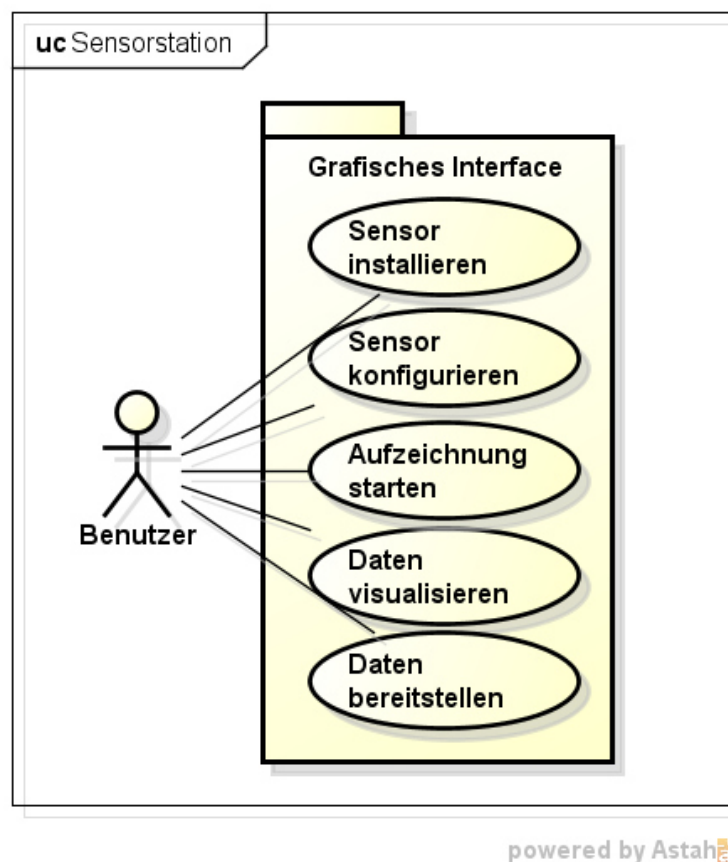 uc Sensorstation
Grafisches Interface
Sensor
installieren
Sensor
konfigurieren
Aufzeichnung
starten
Daten
visualisieren
Daten
bereitstellen
Benutzer
powered by Astah